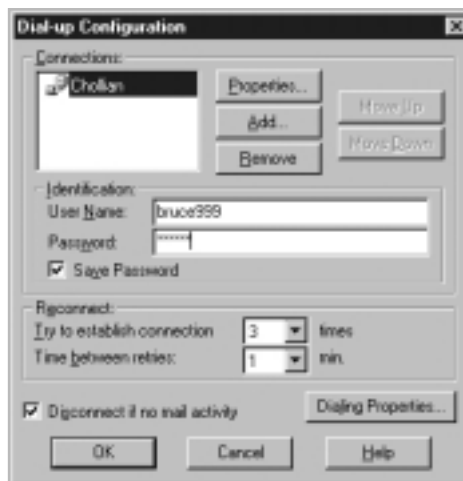 Dial-up Configuration
Connections:
Chollian
Properties...
Add...
Remove
Move Up
Move Down
Identification:
User Name: bruce999
Password: ******
Save Password
Reconnect:
Try to establish connection 3 times
Time between retries: 1 min.
Disconnect if no mail activity
Dialing Properties...
OK Cancel Help